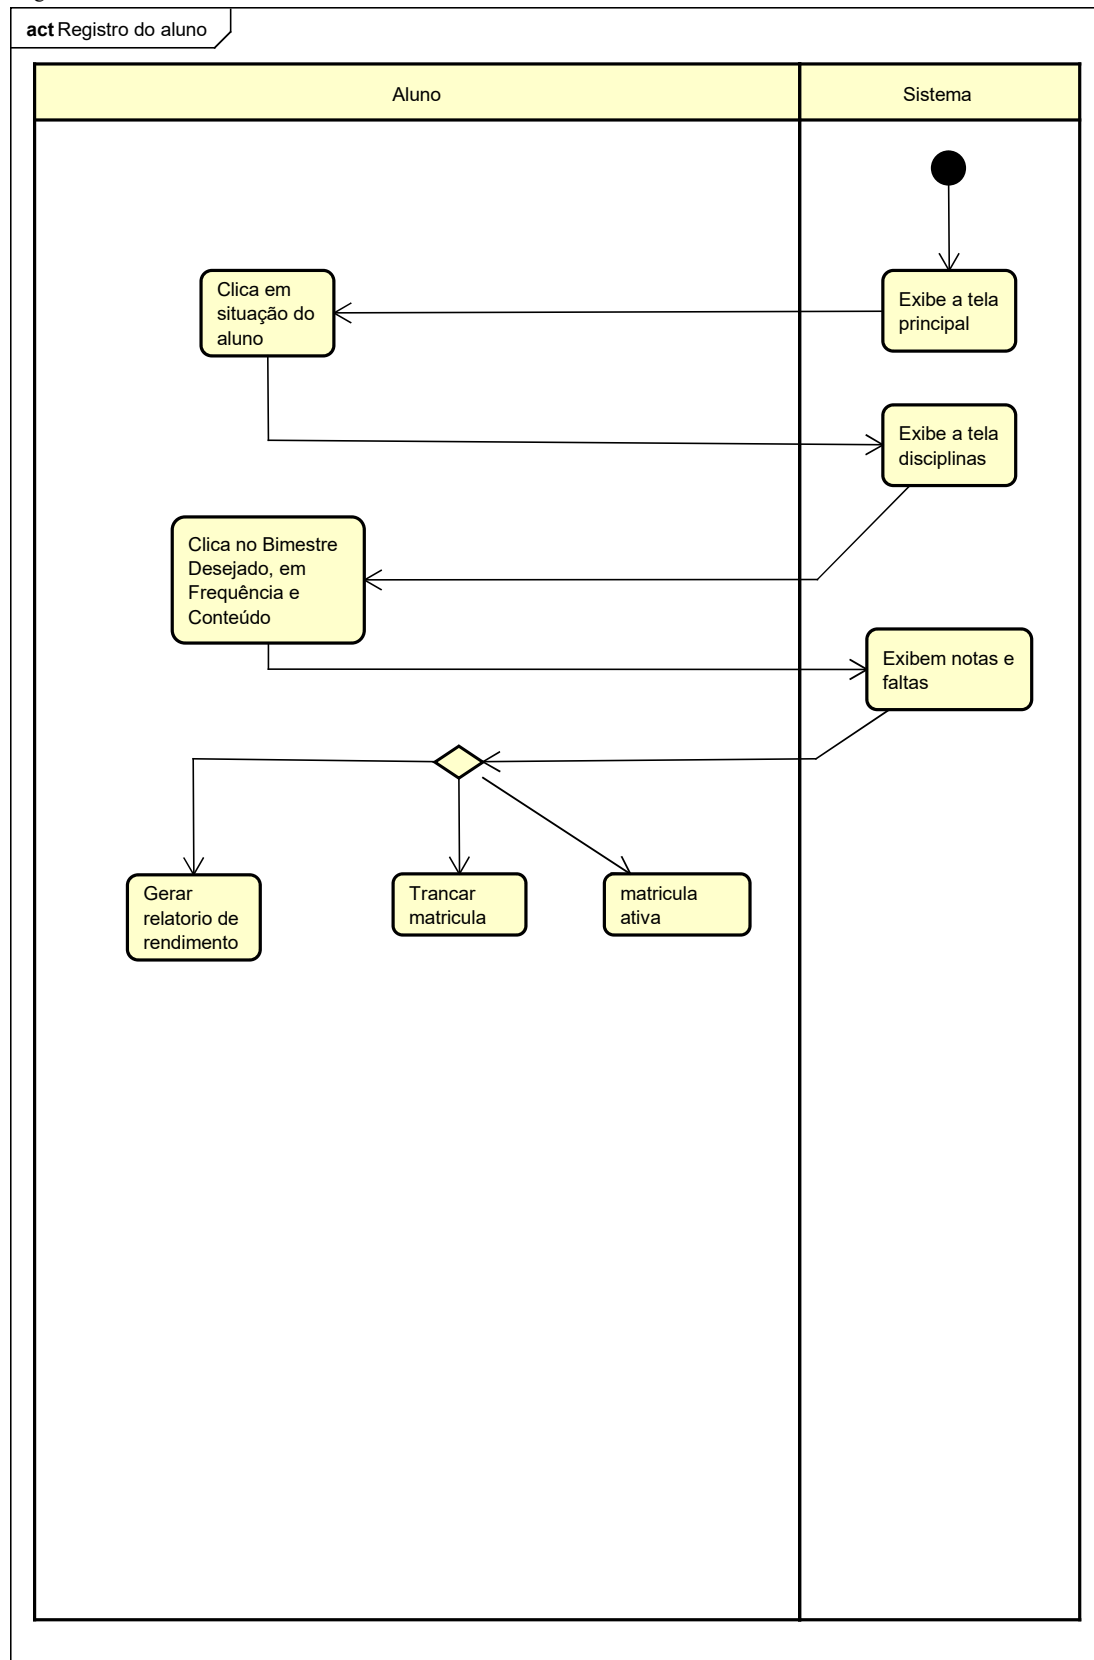 act Registro do aluno
Aluno
Sistema
Exibe a tela
principal
Clica em
situação do
aluno
Exibe a tela
disciplinas
Clica no Bimestre
Desejado, em
Frequência e
Conteúdo
Exibem notas e
faltas
Gerar
relatorio de
rendimento
Trancar
matricula
matricula
ativa